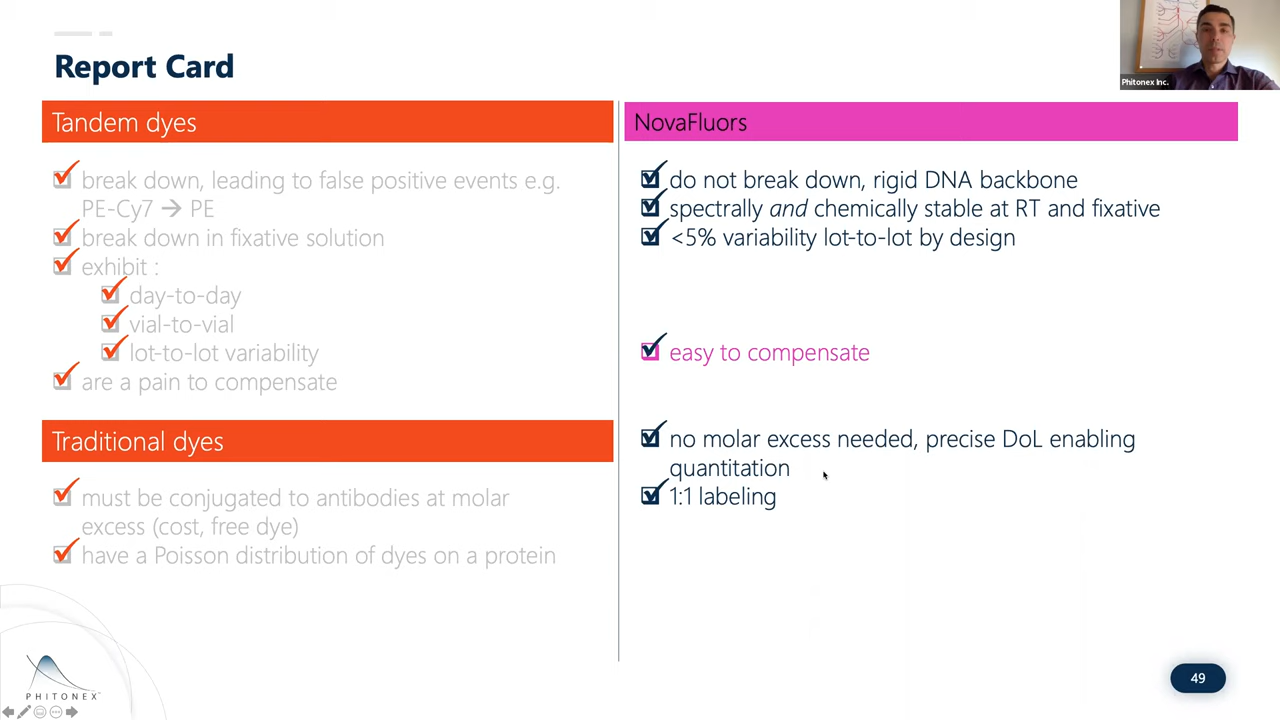 Report Card
Phitonex Inc.
Tandem dyes
break down, leading to false positive events e.g.
PE-Cy7 → PE
break down in fixative solution
exhibit :
day-to-day
vial-to-vial
lot-to-lot variability
are a pain to compensate
Traditional dyes
must be conjugated to antibodies at molar
excess (cost, free dye)
have a Poisson distribution of dyes on a protein
NovaFluors
do not break down, rigid DNA backbone
spectrally and chemically stable at RT and fixative
<5% variability lot-to-lot by design
easy to compensate
no molar excess needed, precise DoL enabling
quantitation
1:1 labeling
PHITONEX
49